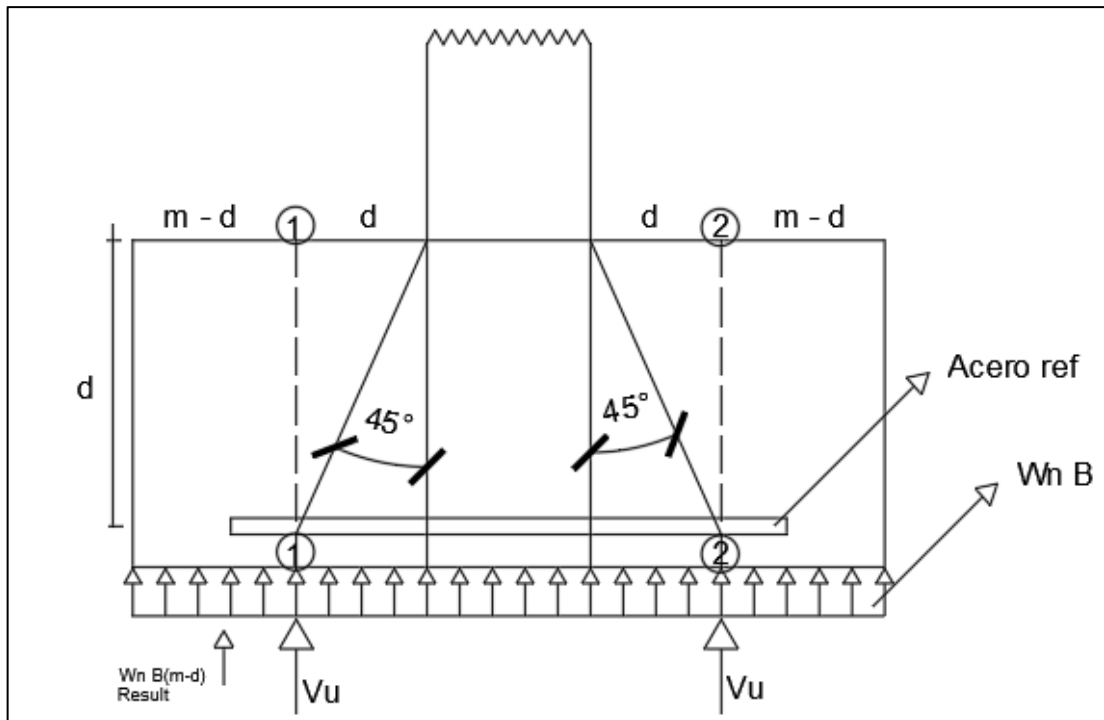 m - d
1
d
d
2
m - d
d
45°
45°
Acero ref
Wn B
1
2
Wn B(m-d)
Result
Vu
Vu